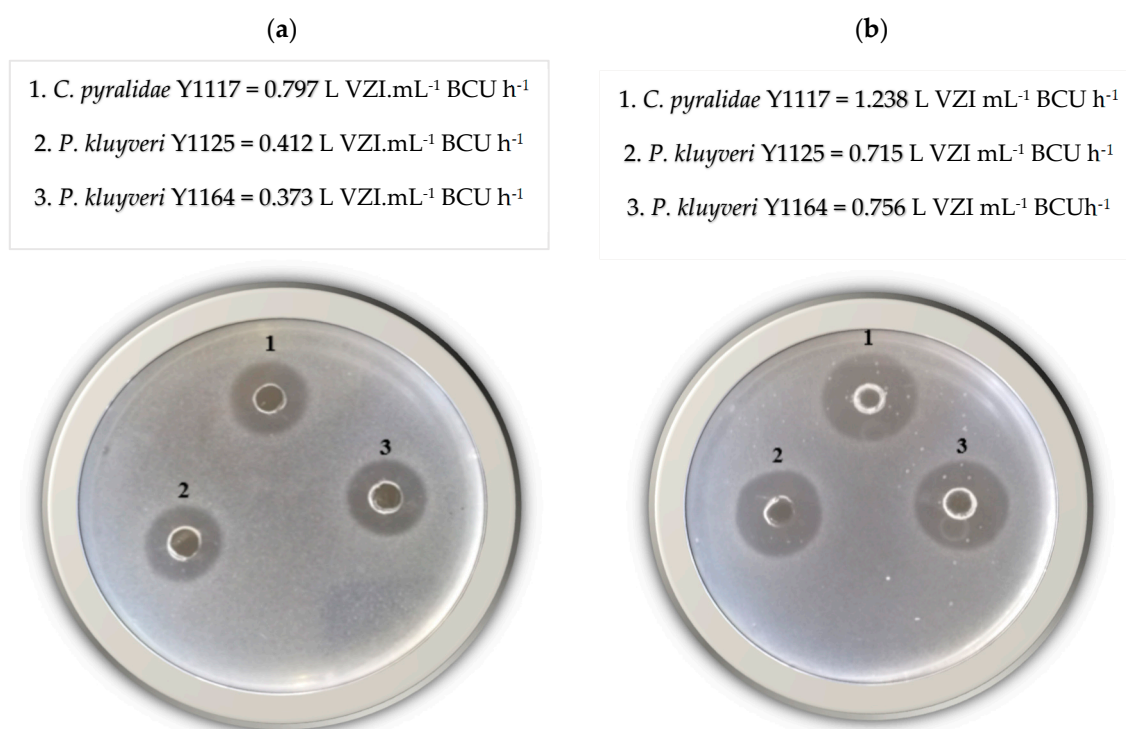 (a)
1. C. pyralidae Y1117 = 0.797 L VZI.mL⁻¹ BCU h⁻¹
2. P. kluyveri Y1125 = 0.412 L VZI.mL⁻¹ BCU h⁻¹
3. P. kluyveri Y1164 = 0.373 L VZI.mL⁻¹ BCU h⁻¹
(b)
1. C. pyralidae Y1117 = 1.238 L VZI mL⁻¹ BCU h⁻¹
2. P. kluyveri Y1125 = 0.715 L VZI mL⁻¹ BCU h⁻¹
3. P. kluyveri Y1164 = 0.756 L VZI mL⁻¹ BCUh⁻¹
1
3
2
1
2
3